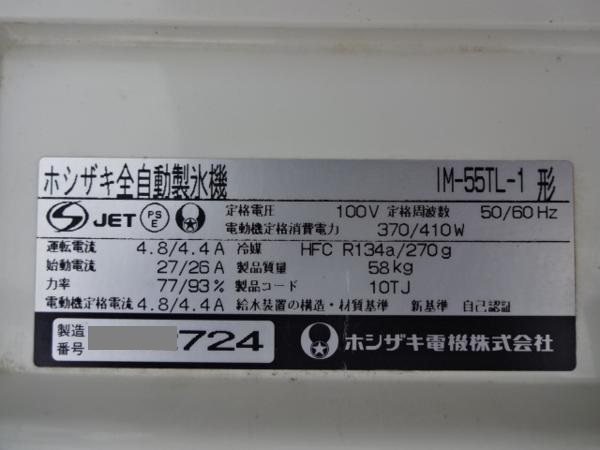 ホシザキ全自動製氷機 IM-55TL-1 形
S JET PS E 定格電圧 100V 定格周波数 50/60Hz
電動機定格消費電力 370/410W
運転電流 4.8/4.4A 冷媒 HFC R134a/270g
始動電流 27/26A 製品質量 58kg
力率 77/93% 製品コード 10TJ
電動機定格電流 4.8/4.4A 給水装置の構造・材質基準 新基準 自己認証
製造番号 724 ホシザキ電機株式会社